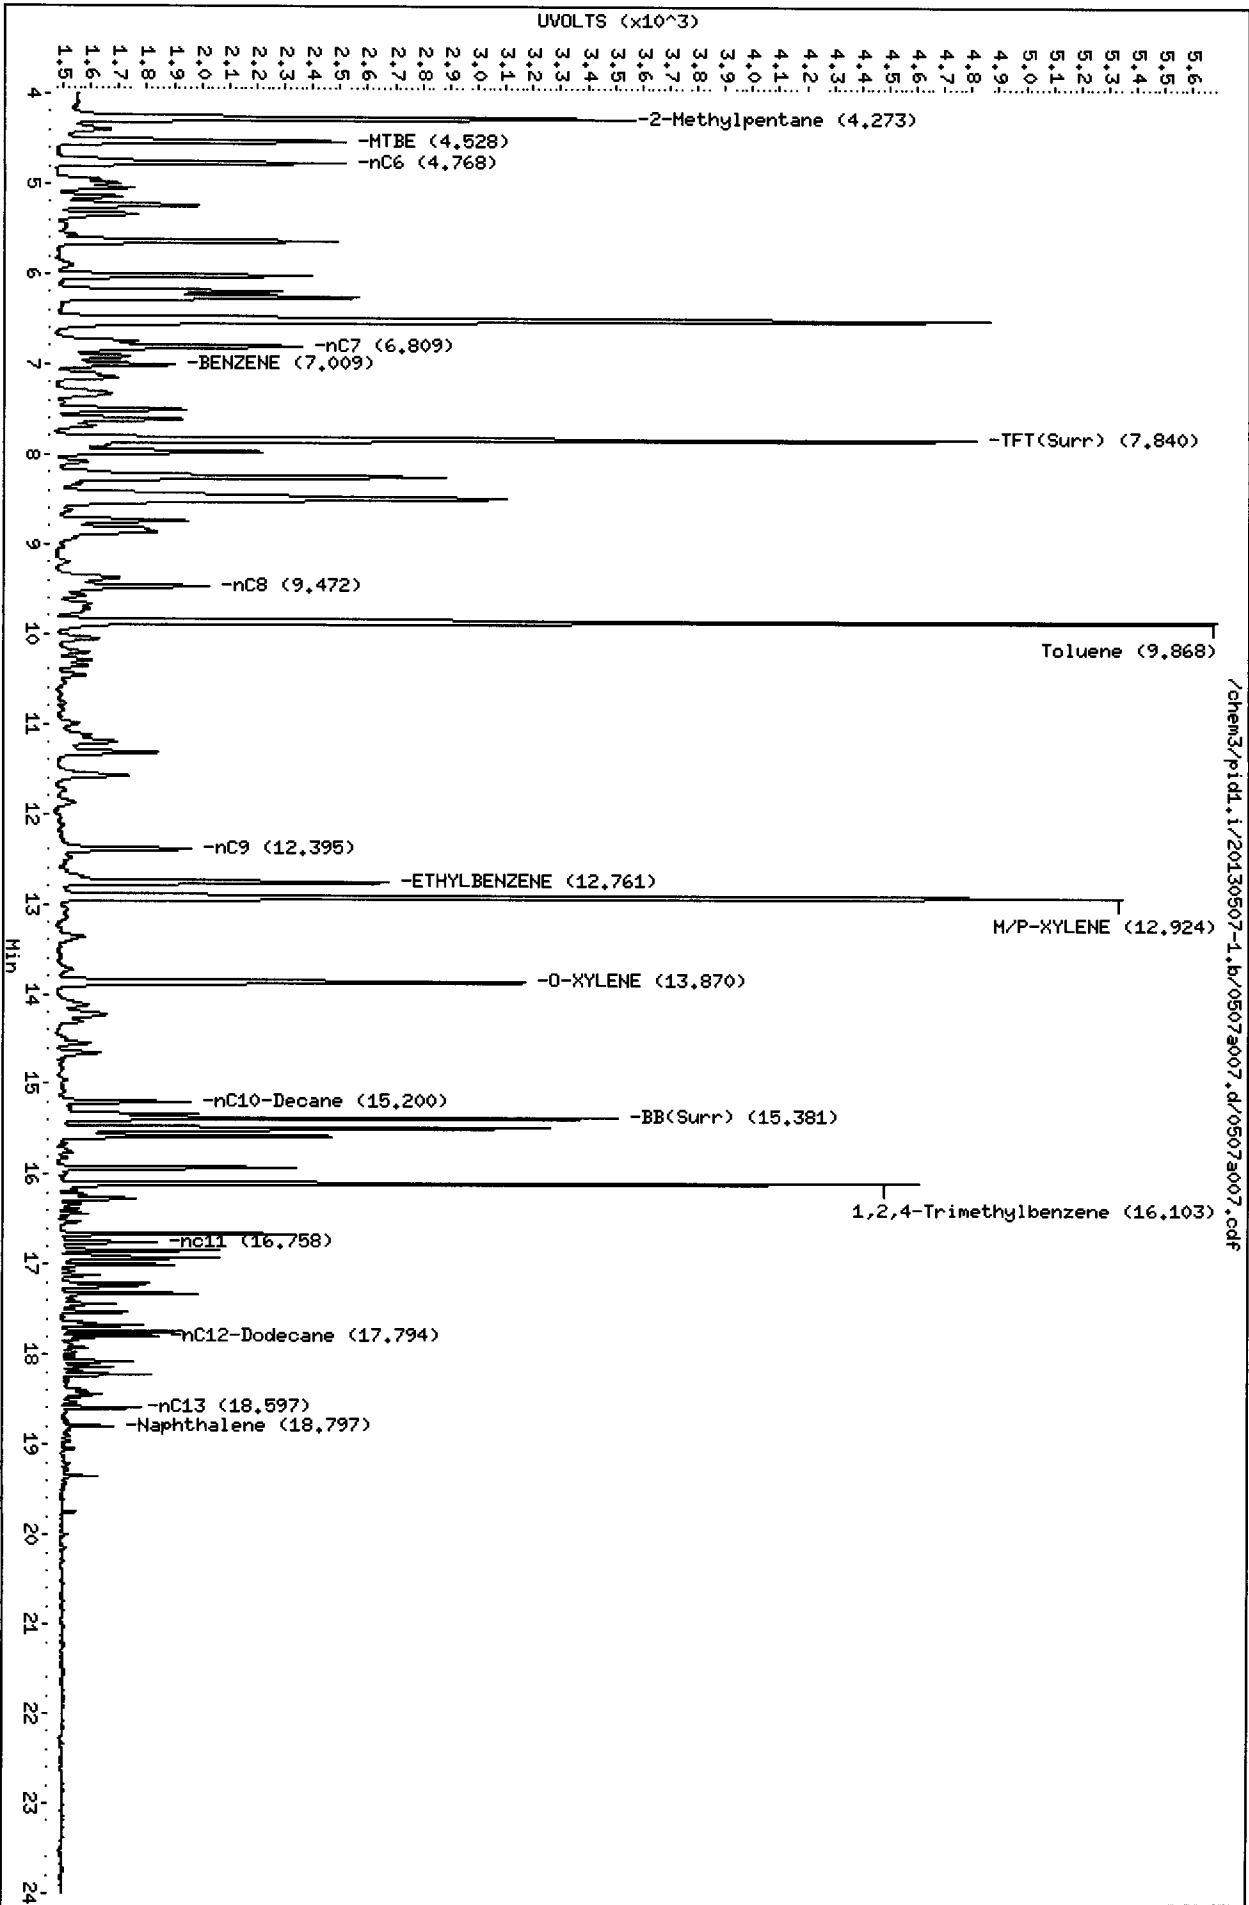 UVOLTS (x10^3)
1.5
1.6
1.7
1.8
1.9
2.0
2.1
2.2
2.3
2.4
2.5
2.6
2.7
2.8
2.9
3.0
3.1
3.2
3.3
3.4
3.5
3.6
3.7
3.8
3.9
4.0
4.1
4.2
4.3
4.4
4.5
4.6
4.7
4.8
4.9
5.0
5.1
5.2
5.3
5.4
5.5
5.6
/chem3/pid1.i/20130507-1.b/0507a007.d/0507a007.cdf
-2-Methylpentane (4.273)
-MTBE (4.528)
-nC6 (4.768)
-nC7 (6.809)
-BENZENE (7.009)
-TFT(Surr) (7.840)
-nC8 (9.472)
Toluene (9.868)
-nC9 (12.395)
-ETHYLBENZENE (12.761)
M/P-XYLENE (12.924)
-O-XYLENE (13.870)
-nC10-Decane (15.200)
-BB(Surr) (15.381)
1,2,4-Trimethylbenzene (16.103)
-nc11 (16.758)
-nC12-Dodecane (17.794)
-nC13 (18.597)
-Naphthalene (18.797)
4
5
6
7
8
9
10
11
12
13
14
15
16
17
18
19
20
21
22
23
24
Min